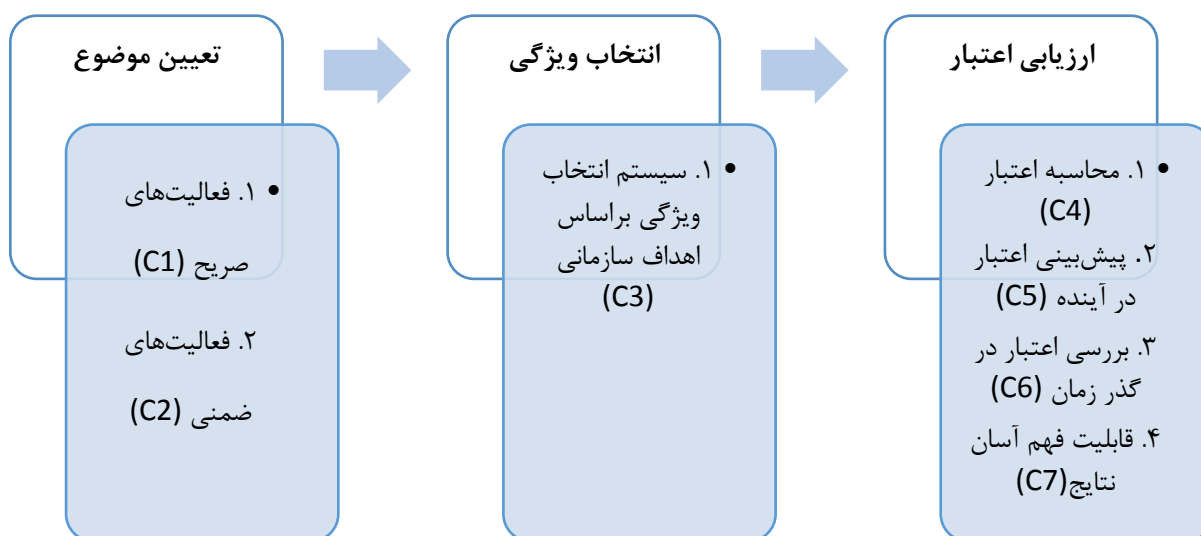 تعیین موضوع
• ۱. فعالیت‌های
صریح (C1)
۲. فعالیت‌های
ضمنی (C2)
انتخاب ویژگی
• ۱. سیستم انتخاب
ویژگی براساس
اهداف سازمانی
(C3)
ارزیابی اعتبار
• ۱. محاسبه اعتبار
(C4)
۲. پیش‌بینی اعتبار
در آینده (C5)
۳. بررسی اعتبار در
گذر زمان (C6)
۴. قابلیت فهم آسان
نتایج(C7)